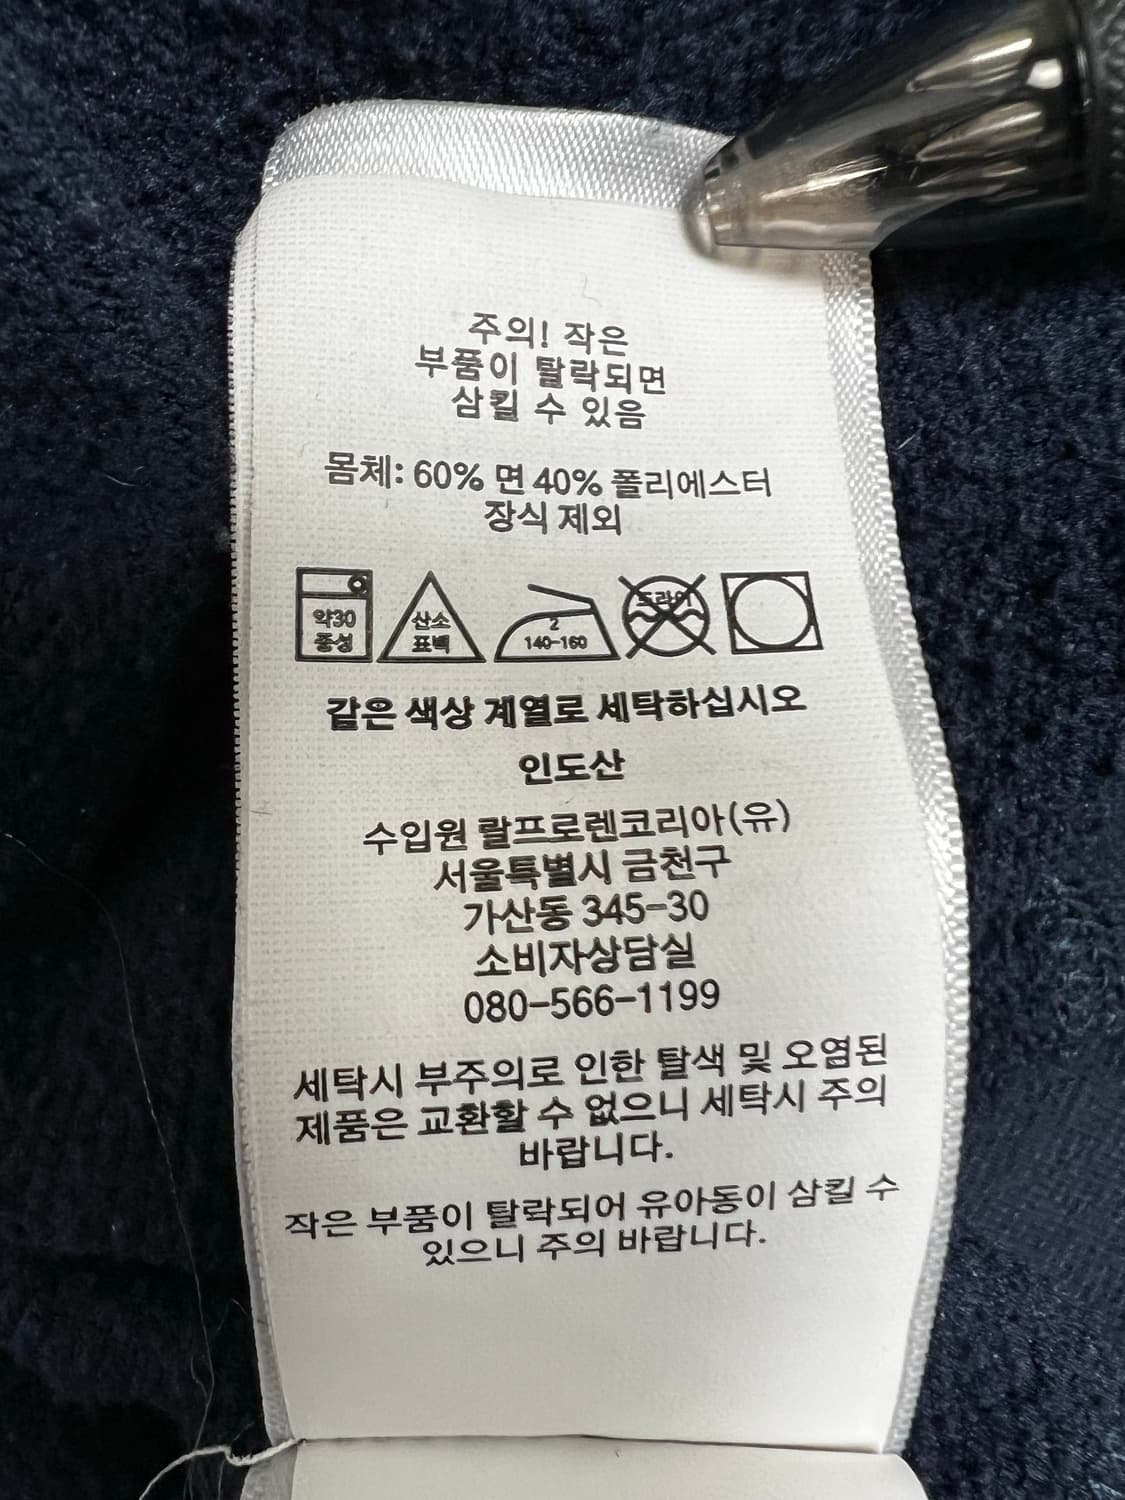 주의! 작은
부품이 탈락되면
삼킬 수 있음
몸체: 60% 면 40% 폴리에스터
장식 제외
약30
중성
산소
표백
2
140-160
드라이
같은 색상 계열로 세탁하십시오
인도산
수입원 랄프로렌코리아(유)
서울특별시 금천구
가산동 345-30
소비자상담실
080-566-1199
세탁시 부주의로 인한 탈색 및 오염된
제품은 교환할 수 없으니 세탁시 주의
바랍니다.
작은 부품이 탈락되어 유아동이 삼킬 수
있으니 주의 바랍니다.